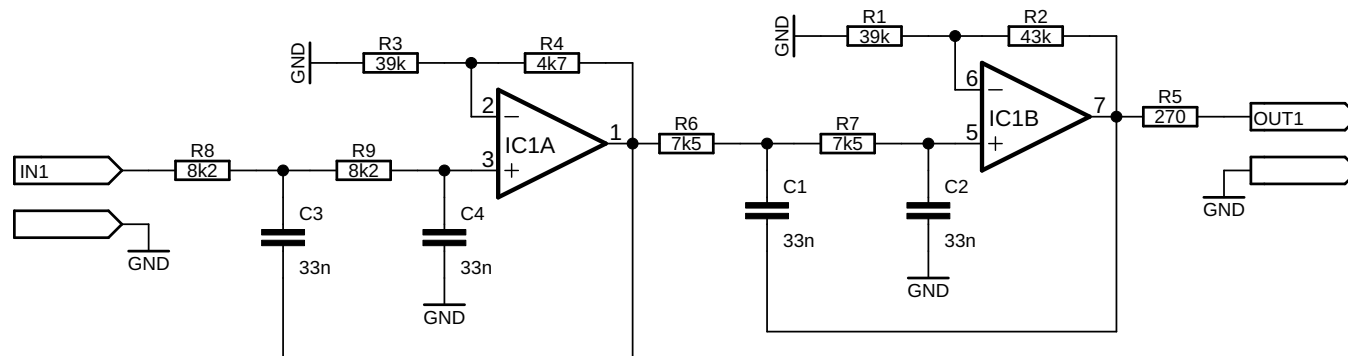 GND
R3
39k
R4
4k7
2
IC1A
3
1
IN1
R8
8k2
R9
8k2
C3
33n
C4
33n
GND
GND
GND
R1
39k
R2
43k
6
IC1B
5
7
R6
7k5
R7
7k5
C1
33n
C2
33n
GND
R5
270
OUT1
GND